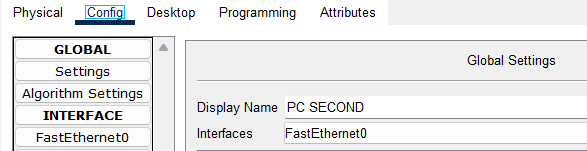 Physical Config Desktop Programming Attributes
GLOBAL
Settings
Algorithm Settings
INTERFACE
FastEthernet0
Global Settings
Display Name PC SECOND
Interfaces FastEthernet0